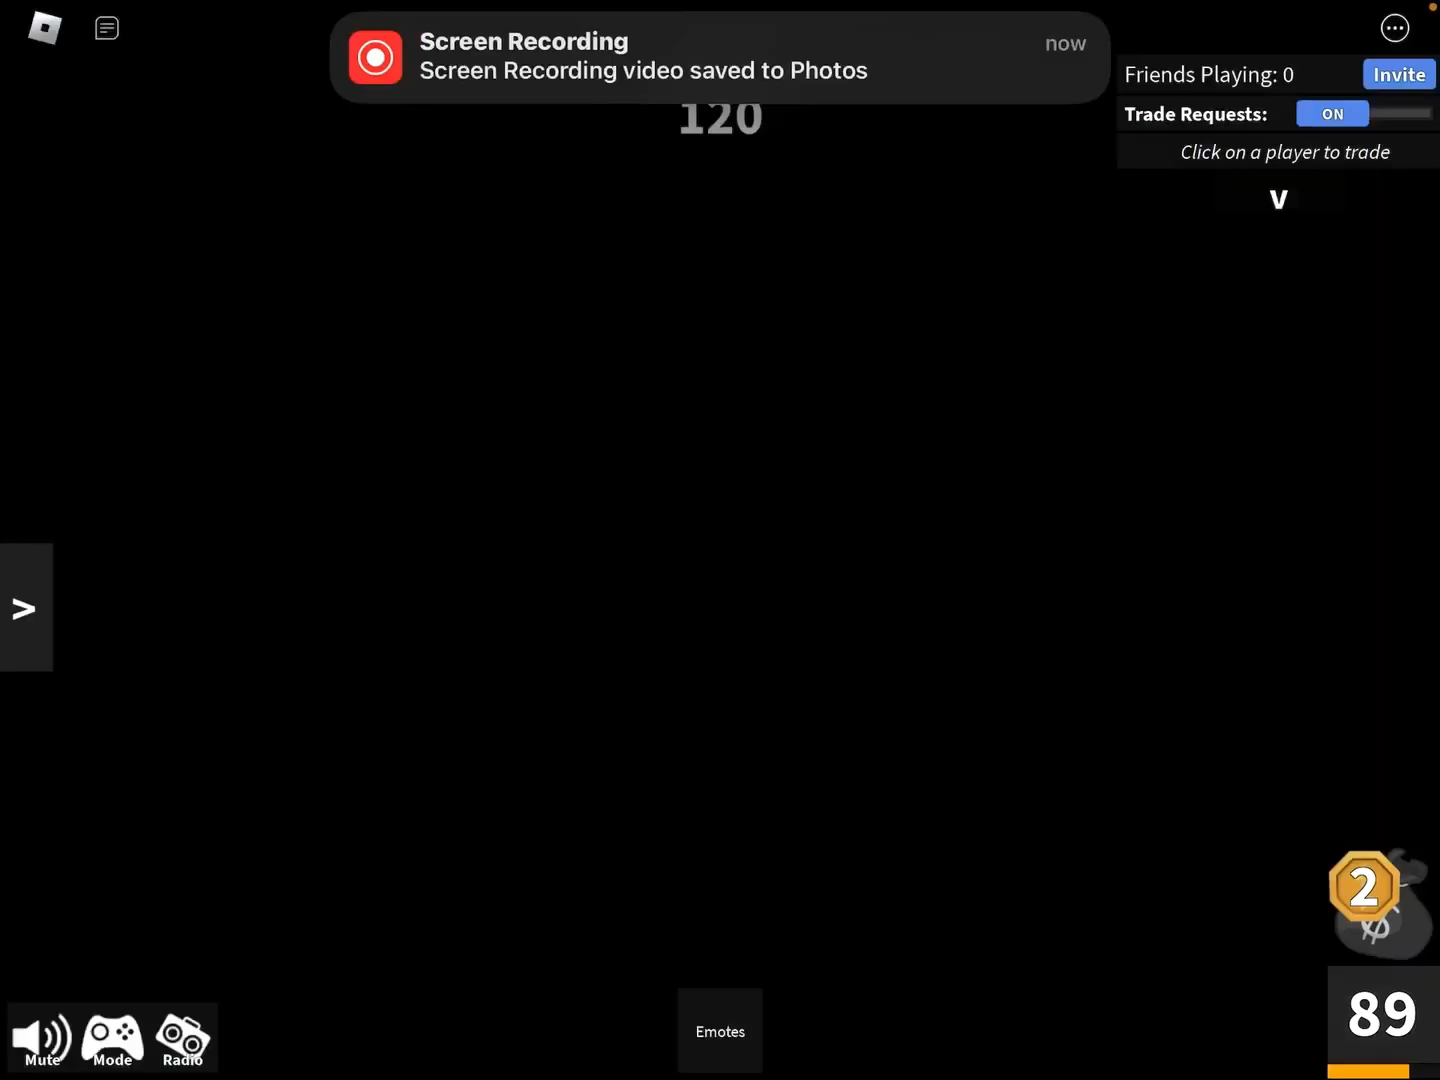 Screen Recording
now
Screen Recording video saved to Photos
120
Friends Playing: 0
Invite
Trade Requests:
ON
Click on a player to trade
v
>
2
$
89
Mute
Mode
Radio
Emotes